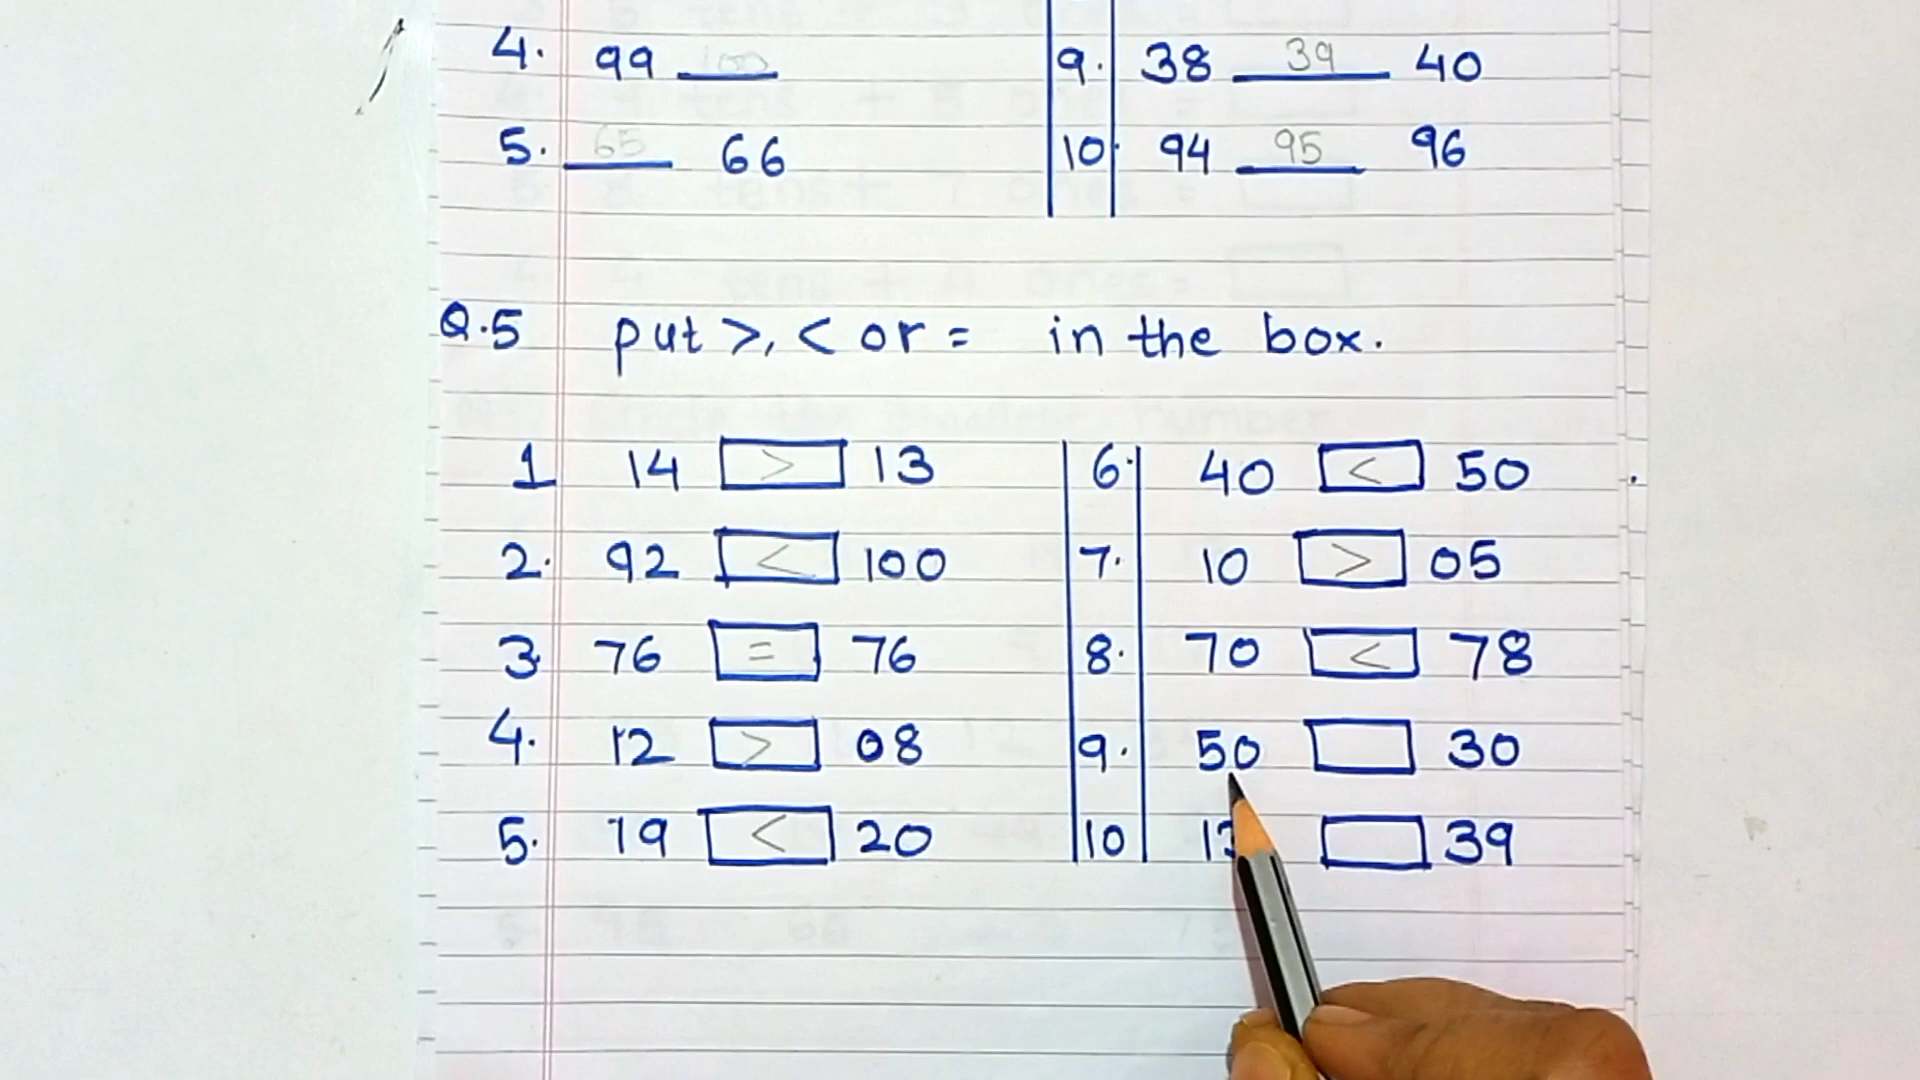 4. 99 100
5. 65 66
9. 38 39 40
10. 94 95 96
Q.5 put >, < or = in the box.
1 14 > 13
2. 92 < 100
3. 76 = 76
4. 12 > 08
5. 19 < 20
6. 40 < 50
7. 10 > 05
8. 70 < 78
9. 50 30
10 39